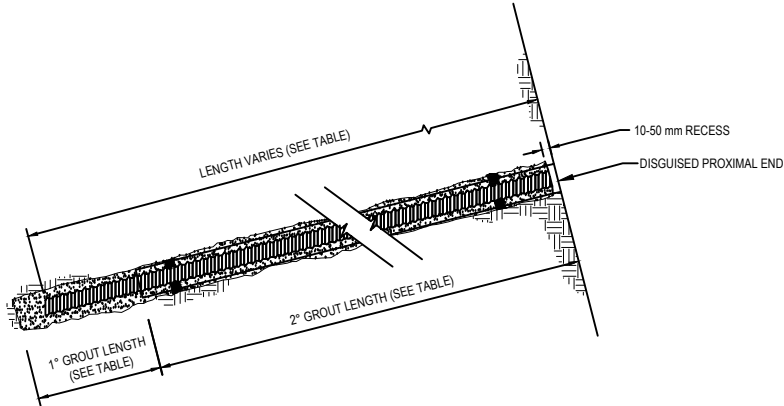 LENGTH VARIES (SEE TABLE)
10-50 mm RECESS
DISGUISED PROXIMAL END
2° GROUT LENGTH (SEE TABLE)
1° GROUT LENGTH
(SEE TABLE)